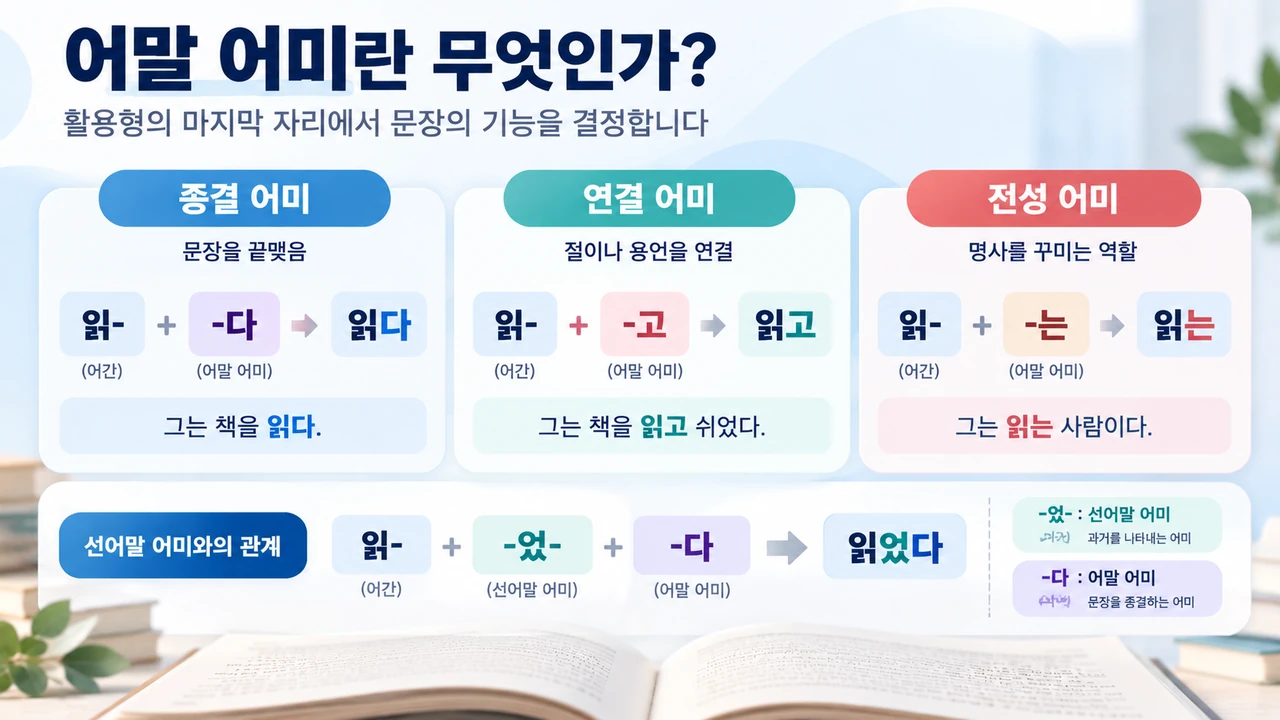 어말 어미란 무엇인가?
활용형의 마지막 자리에서 문장의 기능을 결정합니다
종결 어미
문장을 끝맺음
읽- + -다 → 읽다
(어간) (어말 어미)
그는 책을 읽다.
연결 어미
절이나 용언을 연결
읽- + -고 → 읽고
(어간) (어말 어미)
그는 책을 읽고 쉬었다.
전성 어미
명사를 꾸미는 역할
읽- + -는 → 읽는
(어간) (어말 어미)
그는 읽는 사람이다.
선어말 어미와의 관계
읽- + -었- + -다 → 읽었다
(어간) (선어말 어미) (어말 어미)
-었- : 선어말 어미
과거를 나타내는 어미
-다 : 어말 어미
문장을 종결하는 어미